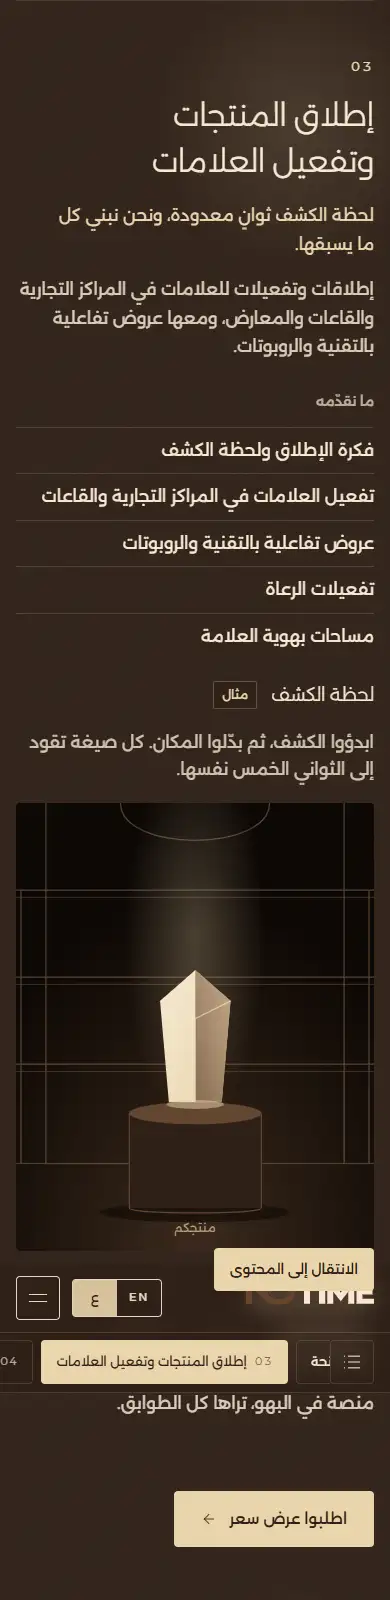 03
إطلاق المنتجات
وتفعيل العلامات
لحظة الكشف ثوانٍ معدودة، ونحن نبني كل
ما يسبقها.
إطلاقات وتفعيلات للعلامات في المراكز التجارية
والقاعات والمعارض، ومعها عروض تفاعلية
بالتقنية والروبوتات.
ما نقدّمه
فكرة الإطلاق ولحظة الكشف
تفعيل العلامات في المراكز التجارية والقاعات
عروض تفاعلية بالتقنية والروبوتات
تفعيلات الرعاة
مساحات بهوية العلامة
لحظة الكشف مثال
ابدؤوا الكشف، ثم بدّلوا المكان. كل صيغة تقود
إلى الثواني الخمس نفسها.
منتجكم
الانتقال إلى المحتوى
TIME EN ع
03 إطلاق المنتجات وتفعيل العلامات 04
منصة في البهو، تراها كل الطوابق.
اطلبوا عرض سعر ←